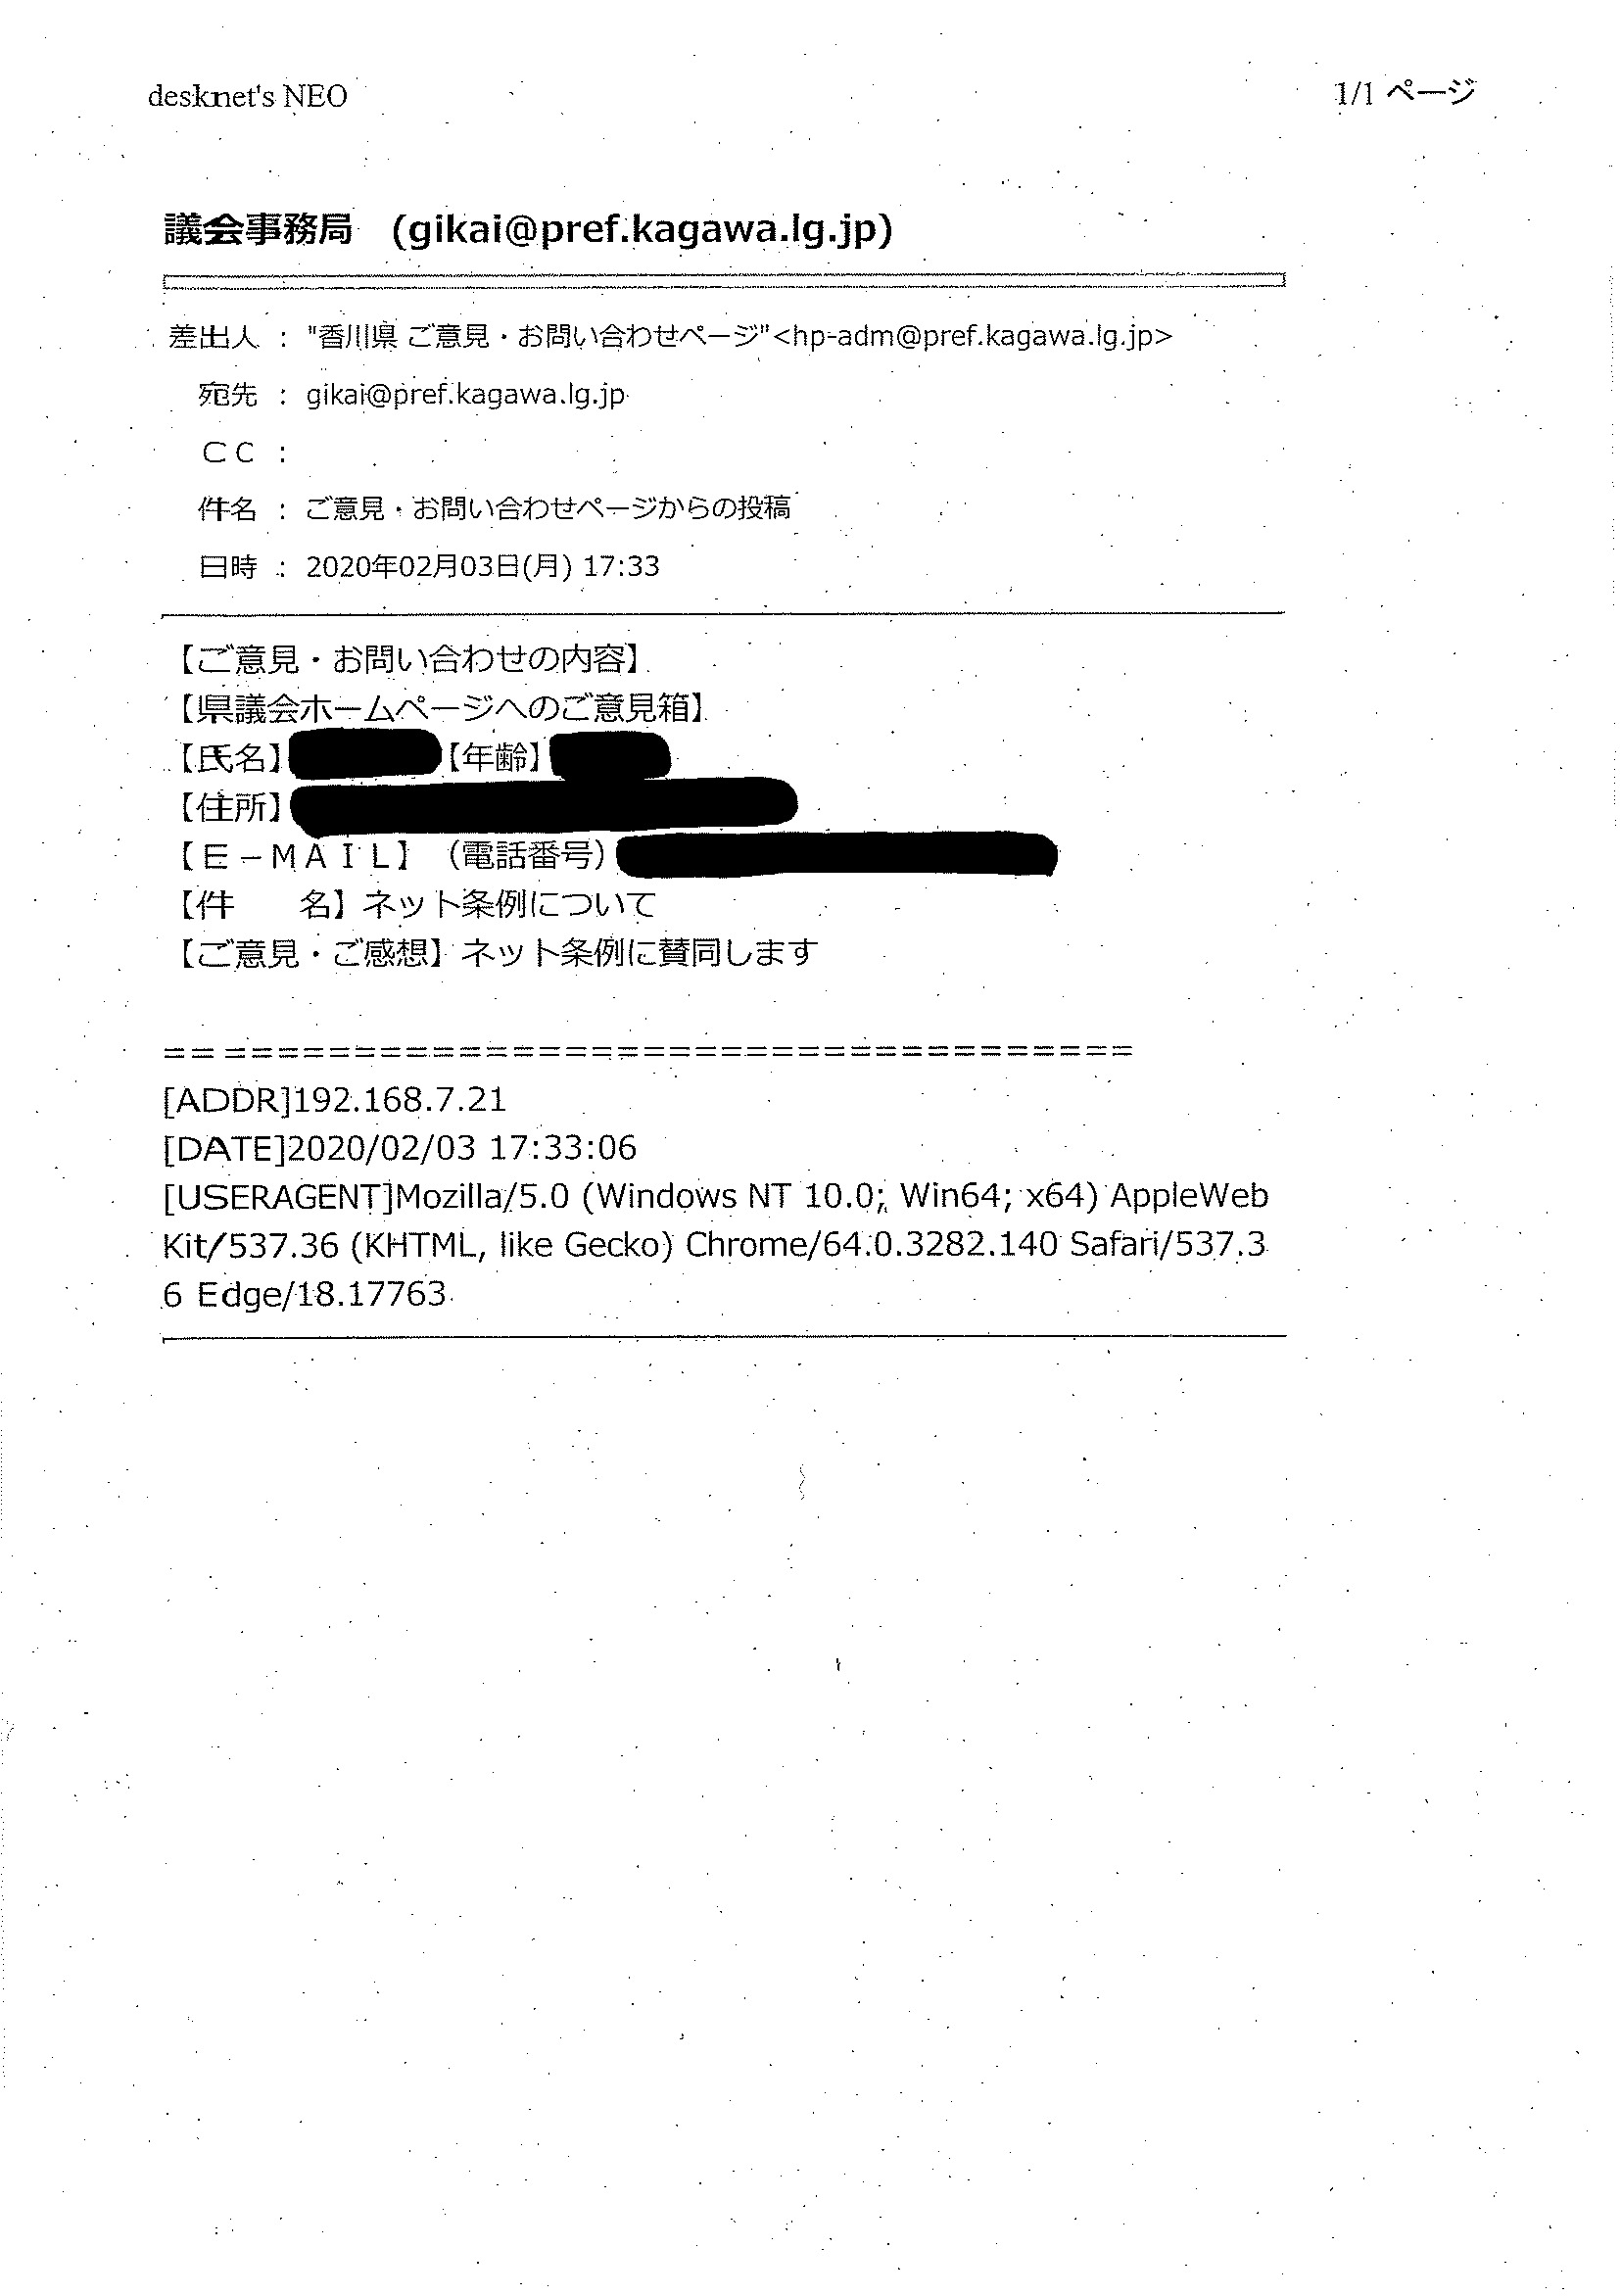 desknet's NEO
1/1 ページ
議会事務局　(gikai@pref.kagawa.lg.jp)
差出人 : "香川県 ご意見・お問い合わせページ"<hp-adm@pref.kagawa.lg.jp>
宛先 : gikai@pref.kagawa.lg.jp
ＣＣ :
件名 : ご意見・お問い合わせページからの投稿
日時 : 2020年02月03日(月) 17:33
【ご意見・お問い合わせの内容】
【県議会ホームページへのご意見箱】
【氏名】【年齢】
【住所】
【Ｅ－ＭＡＩＬ】（電話番号）
【件　　名】ネット条例について
【ご意見・ご感想】ネット条例に賛同します
=====================================
[ADDR]192.168.7.21
[DATE]2020/02/03 17:33:06
[USERAGENT]Mozilla/5.0 (Windows NT 10.0; Win64; x64) AppleWeb
Kit/537.36 (KHTML, like Gecko) Chrome/64.0.3282.140 Safari/537.3
6 Edge/18.17763